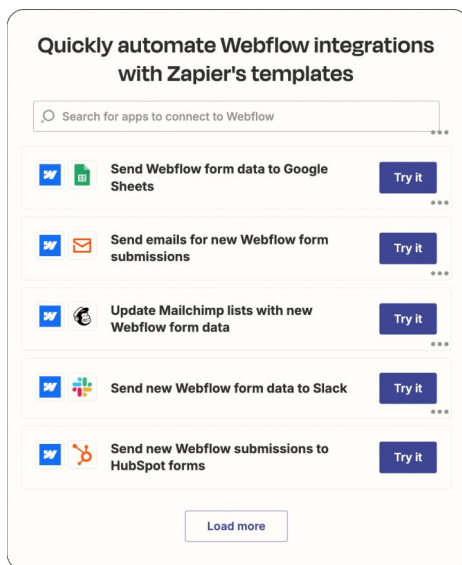 Quickly automate Webflow integrations
with Zapier's templates
Search for apps to connect to Webflow
Send Webflow form data to Google
Sheets
Try it
Send emails for new Webflow form
submissions
Try it
Update Mailchimp lists with new
Webflow form data
Try it
Send new Webflow form data to Slack
Try it
Send new Webflow submissions to
HubSpot forms
Try it
Load more